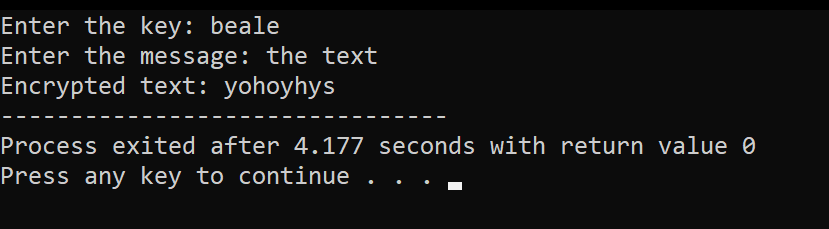 Enter the key: beale
Enter the message: the text
Encrypted text: yohoyhys
--------------------------------
Process exited after 4.177 seconds with return value 0
Press any key to continue . . .